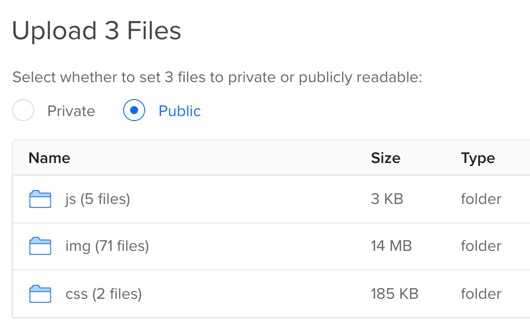 Upload 3 Files
Select whether to set 3 files to private or publicly readable:
Private Public
Name Size Type
js (5 files) 3 KB folder
img (71 files) 14 MB folder
css (2 files) 185 KB folder